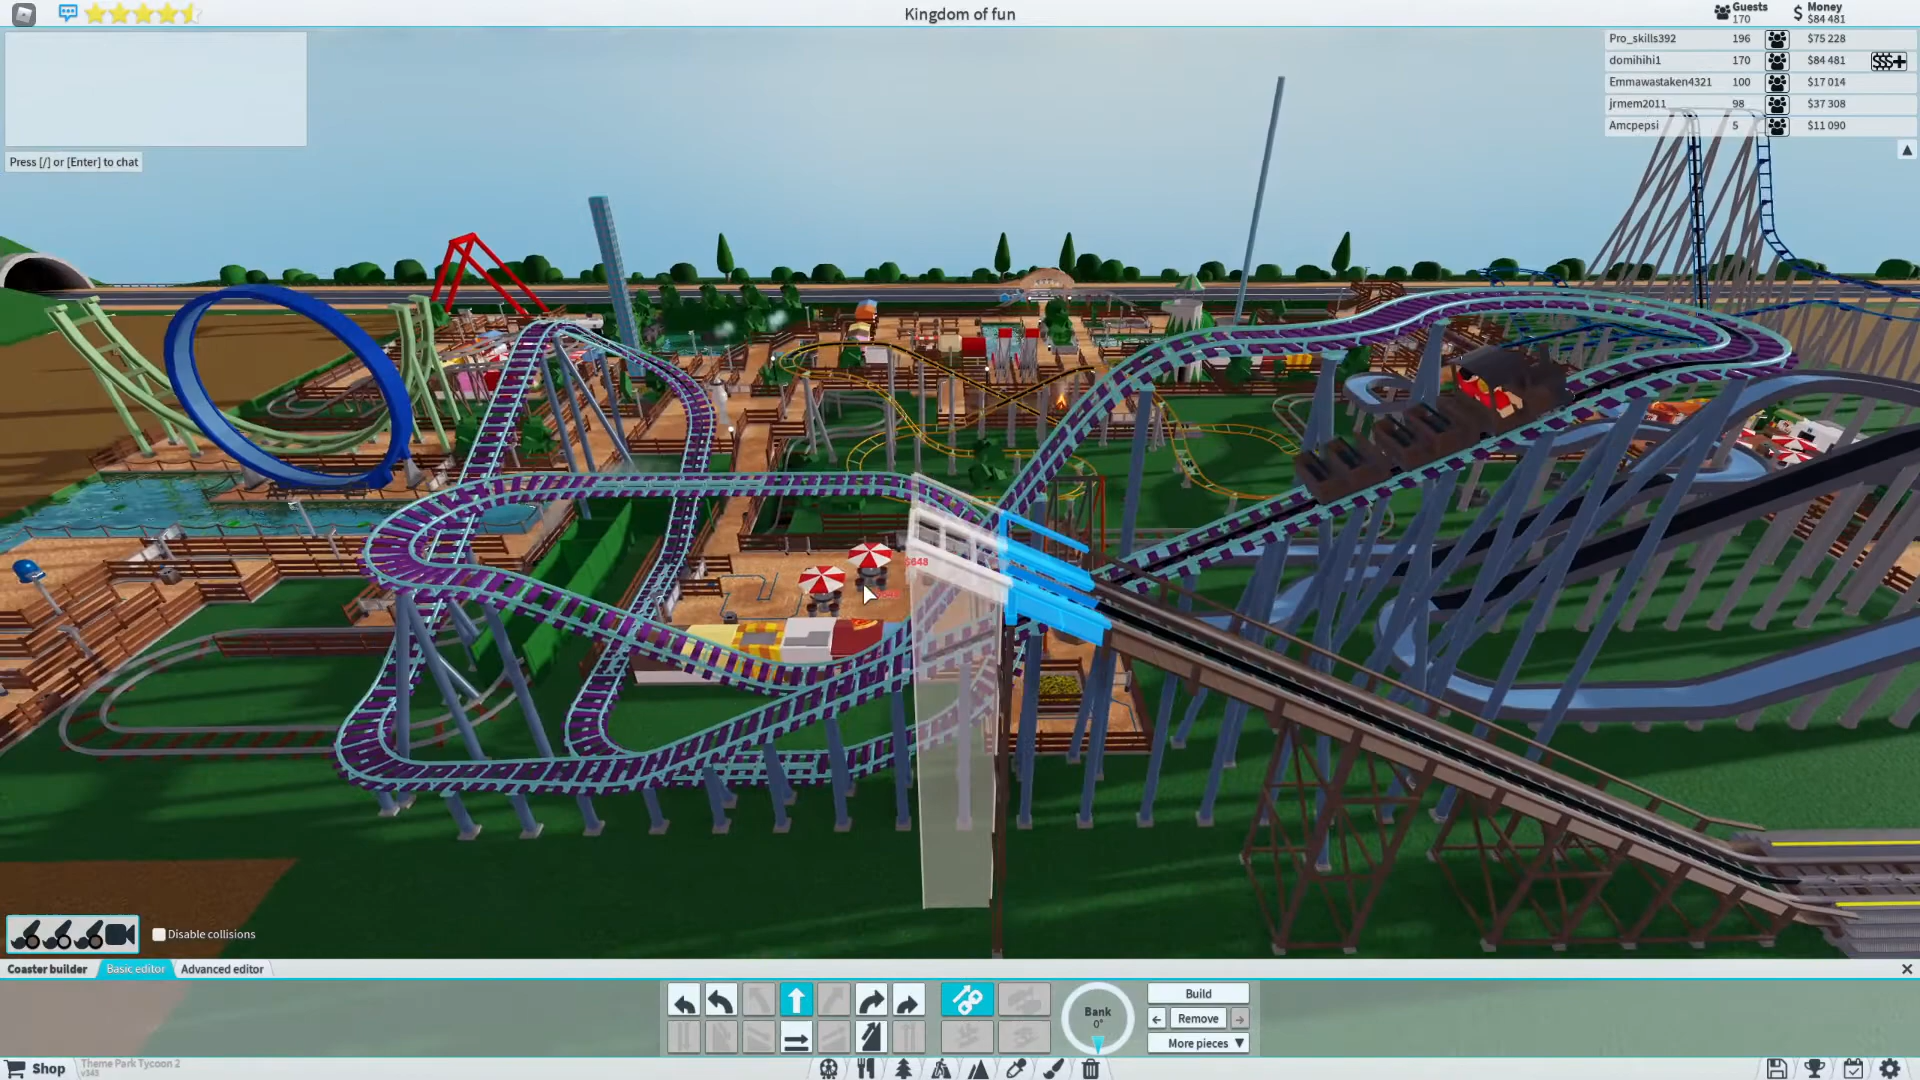 Kingdom of fun
Guests
170
Money
$84 481
Pro_skills392 196 $75 228
domihihi1 170 $84 481
Emmawastaken4321 100 $17 014
jrmem2011 98 $37 308
Amcpepsi 5 $11 090
Press [/] or [Enter] to chat
$648
Disable collisions
Coaster builder
Basic editor
Advanced editor
Bank
0°
Build
Remove
More pieces
Shop
Theme Park Tycoon 2
v343